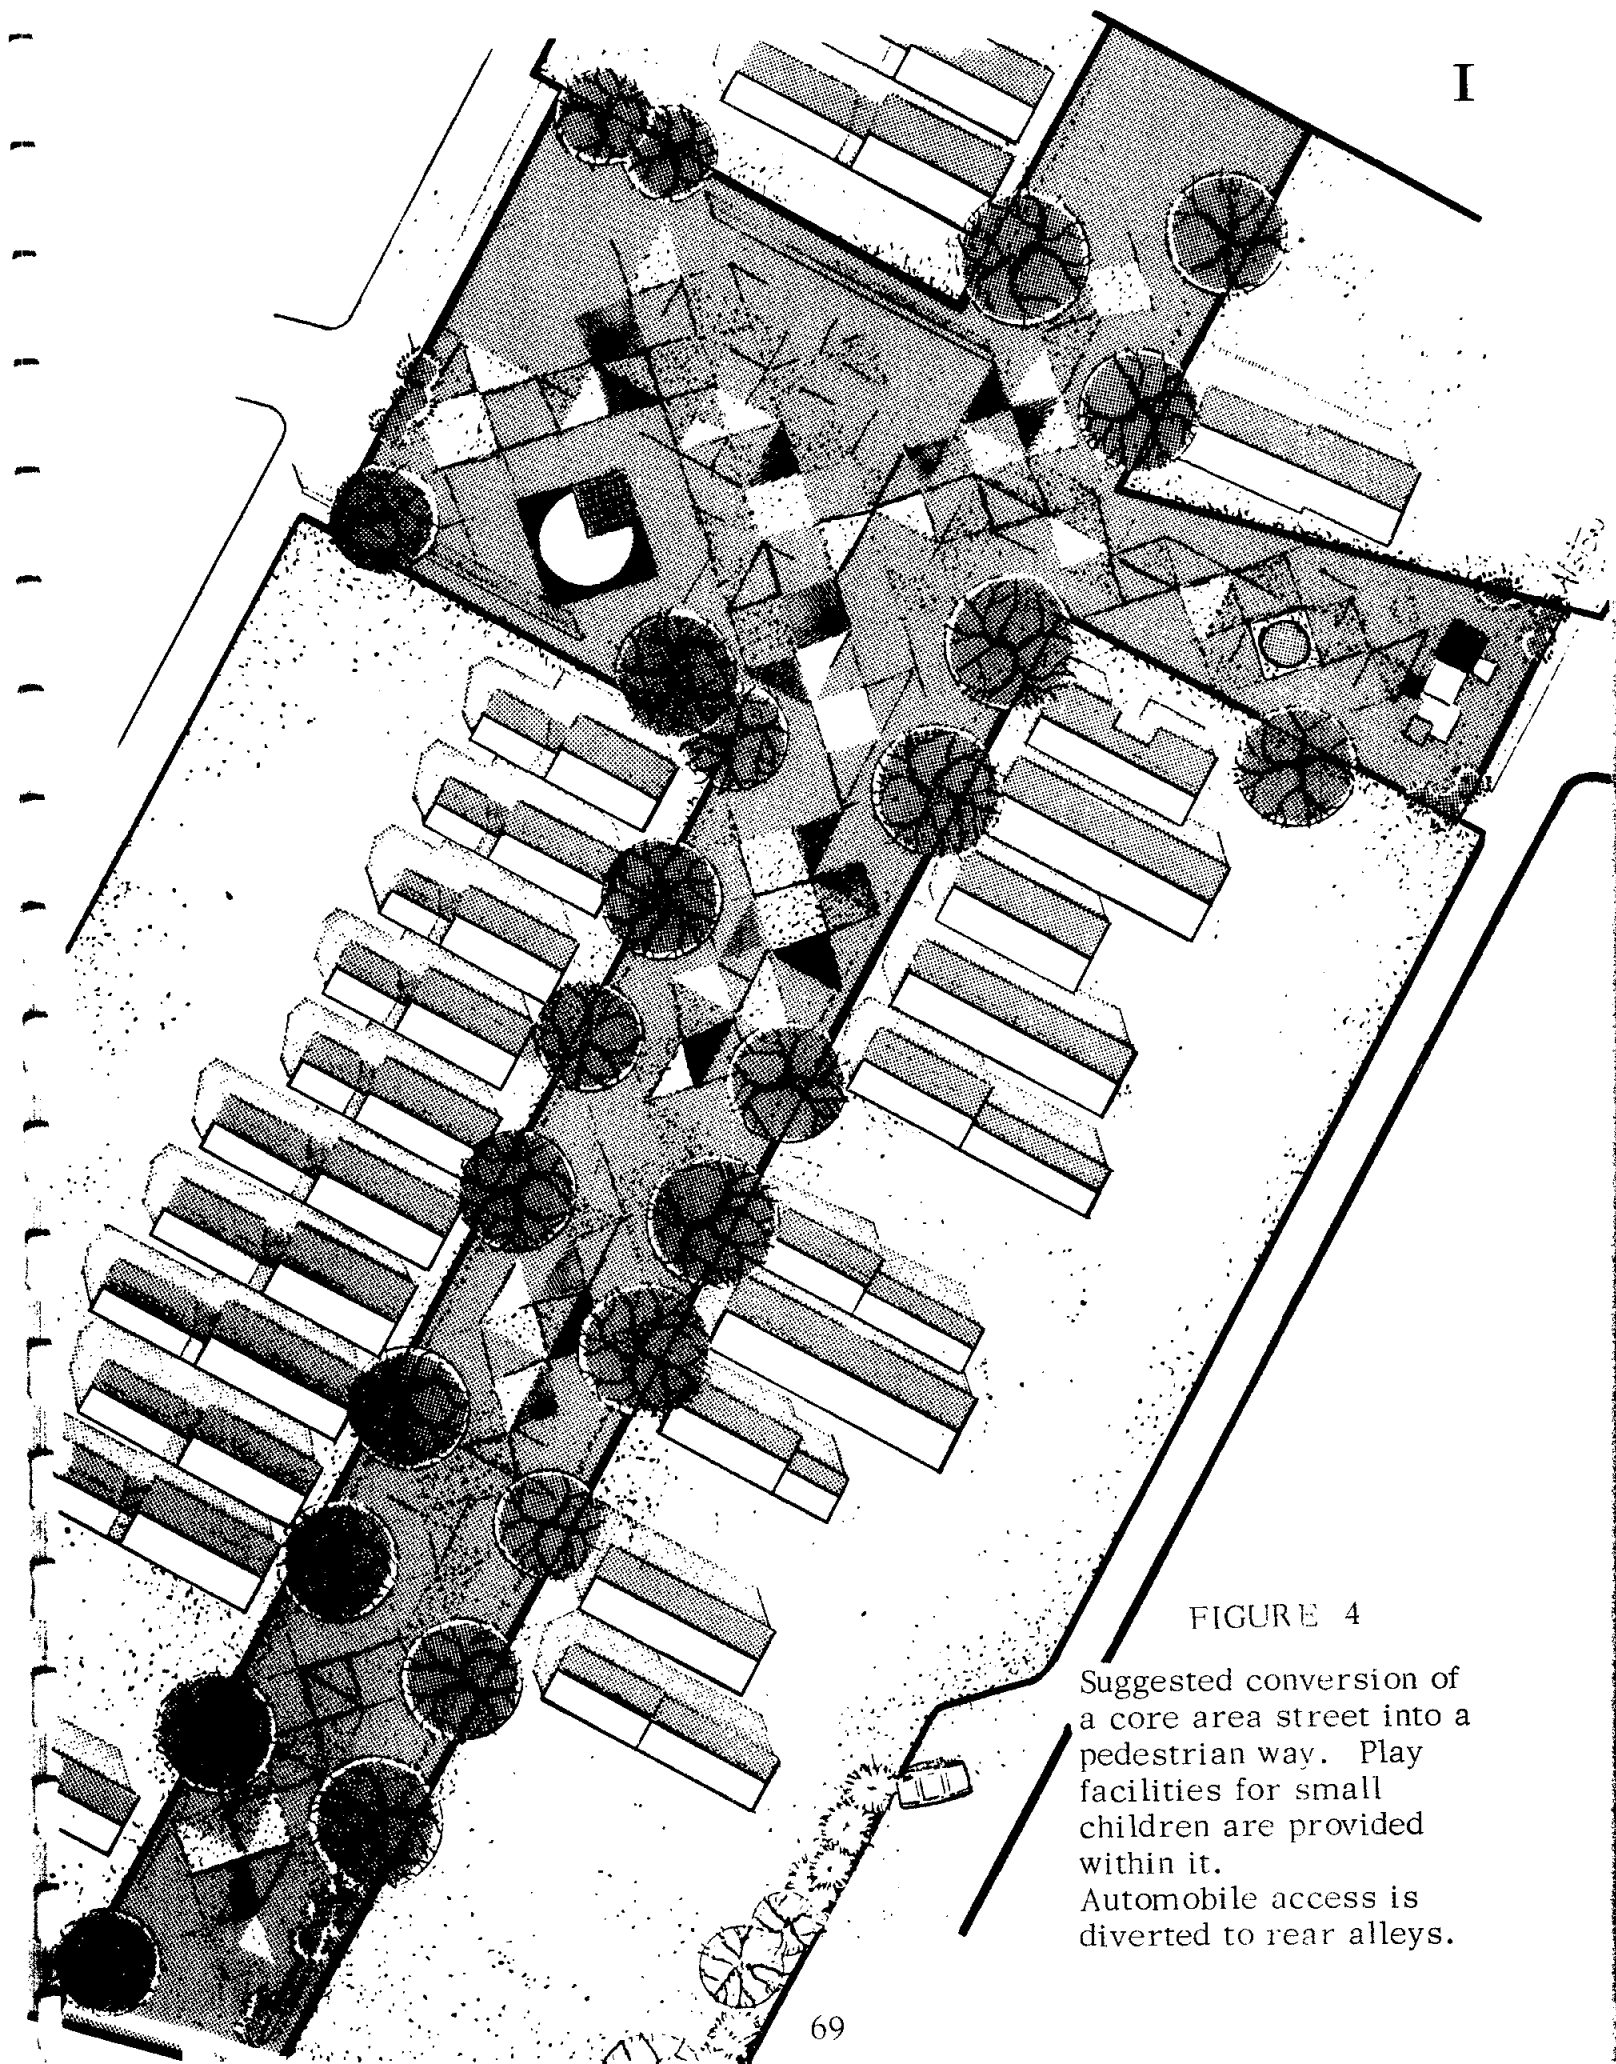 I
FIGURE 4
Suggested conversion of
a core area street into a
pedestrian way. Play
facilities for small
children are provided
within it.
Automobile access is
diverted to rear alleys.
69